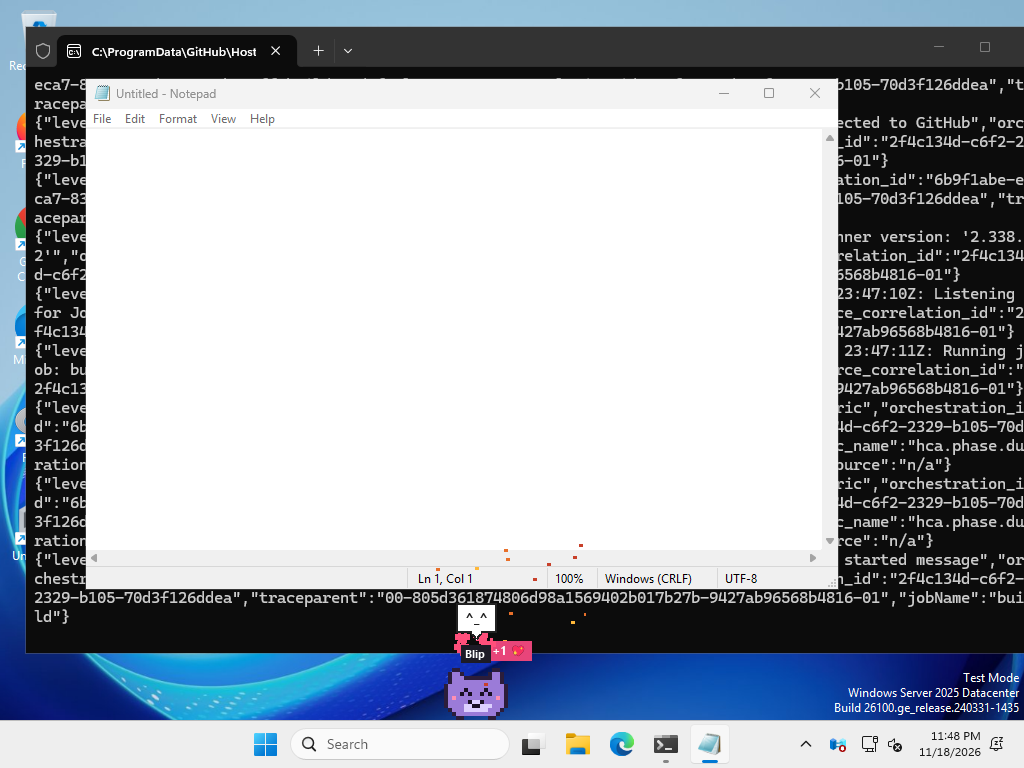 C:\ProgramData\GitHub\Host
Untitled - Notepad
File Edit Format View Help
eca7-8
b105-70d3f126ddea","t
racepa
{"leve
ected to GitHub","orc
hestra
_id":"2f4c134d-c6f2-2
329-b1
6-01"}
{"leve
ation_id":"6b9f1abe-e
ca7-83
b105-70d3f126ddea","tr
acepar
{"leve
nner version: '2.338.
2'","o
relation_id":"2f4c134
d-c6f2
6568b4816-01"}
{"leve
23:47:10Z: Listening
for Jo
ce_correlation_id":"2
f4c134
427ab96568b4816-01"}
{"leve
23:47:11Z: Running j
ob: bu
rce_correlation_id":"
2f4c13
9427ab96568b4816-01"}
{"leve
ric","orchestration_i
d":"6b
4d-c6f2-2329-b105-70d
3f126d
c_name":"hca.phase.du
ration
ource":"n/a"}
{"leve
ric","orchestration_i
d":"6b
4d-c6f2-2329-b105-70d
3f126d
c_name":"hca.phase.du
ration
rce":"n/a"}
{"leve
started message","or
chestr
on_id":"2f4c134d-c6f2-
Ln 1, Col 1 100% Windows (CRLF) UTF-8
2329-b105-70d3f126ddea","traceparent":"00-805d361874806d98a1569402b017b27b-9427ab96568b4816-01","jobName":"bui
ld"}
^_^
Blip +1
Test Mode
Windows Server 2025 Datacenter
Build 26100.ge_release.240331-1435
Search
11:48 PM
11/18/2026